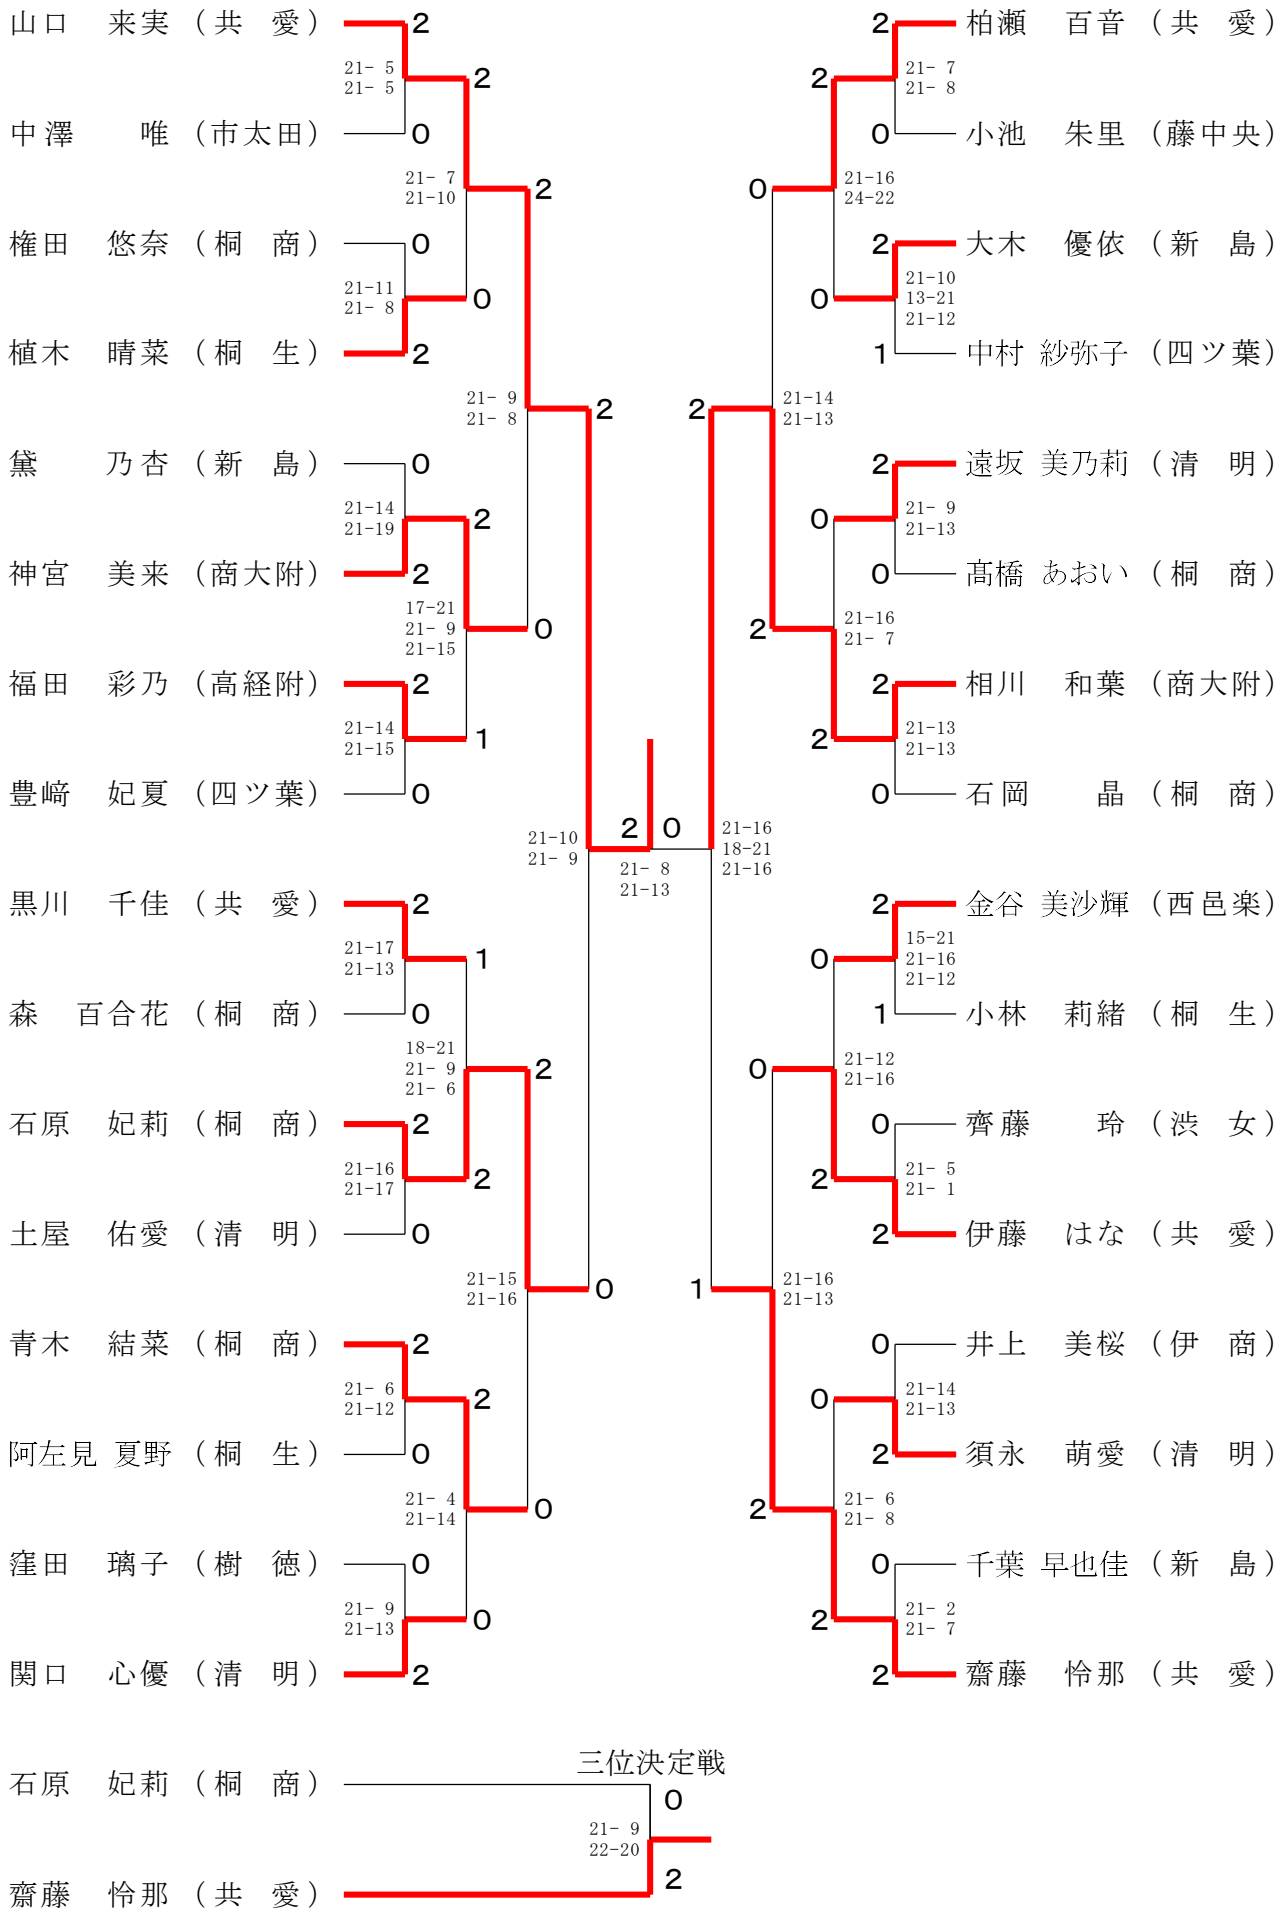 山口 来実 (共 愛) 2
21- 5
21- 5
2
中澤 唯 (市太田) 0
21- 7
21-10
2
権田 悠奈 (桐 商) 0
21-11
21- 8
0
植木 晴菜 (桐 生) 2
21- 9
21- 8
2
黛 乃杏 (新 島) 0
21-14
21-19
2
神宮 美来 (商大附) 2
17-21
21- 9
21-15
0
福田 彩乃 (高経附) 2
21-14
21-15
1
豊﨑 妃夏 (四ツ葉) 0
21-10
21- 9
黒川 千佳 (共 愛) 2
21-17
21-13
1
森 百合花 (桐 商) 0
18-21
21- 9
21- 6
2
石原 妃莉 (桐 商) 2
21-16
21-17
2
土屋 佑愛 (清 明) 0
21-15
21-16
0
青木 結菜 (桐 商) 2
21- 6
21-12
2
阿左見 夏野 (桐 生) 0
21- 4
21-14
0
窪田 璃子 (樹 徳) 0
21- 9
21-13
0
関口 心優 (清 明) 2
2 0
21- 8
21-13
2 柏瀬 百音 (共 愛)
2
21- 7
21- 8
0 小池 朱里 (藤中央)
0
21-16
24-22
2 大木 優依 (新 島)
0
21-10
13-21
21-12
1 中村 紗弥子 (四ツ葉)
2
21-14
21-13
2 遠坂 美乃莉 (清 明)
0
21- 9
21-13
0 髙橋 あおい (桐 商)
2
21-16
21- 7
2 相川 和葉 (商大附)
2
21-13
21-13
0 石岡 晶 (桐 商)
21-16
18-21
21-16
2 金谷 美沙輝 (西邑楽)
0
15-21
21-16
21-12
1 小林 莉緒 (桐 生)
0
21-12
21-16
0 齊藤 玲 (渋 女)
2
21- 5
21- 1
2 伊藤 はな (共 愛)
1
21-16
21-13
0 井上 美桜 (伊 商)
0
21-14
21-13
2 須永 萌愛 (清 明)
2
21- 6
21- 8
0 千葉 早也佳 (新 島)
2
21- 2
21- 7
2 齋藤 怜那 (共 愛)
三位決定戦
石原 妃莉 (桐 商) 0
21- 9
22-20
齋藤 怜那 (共 愛) 2